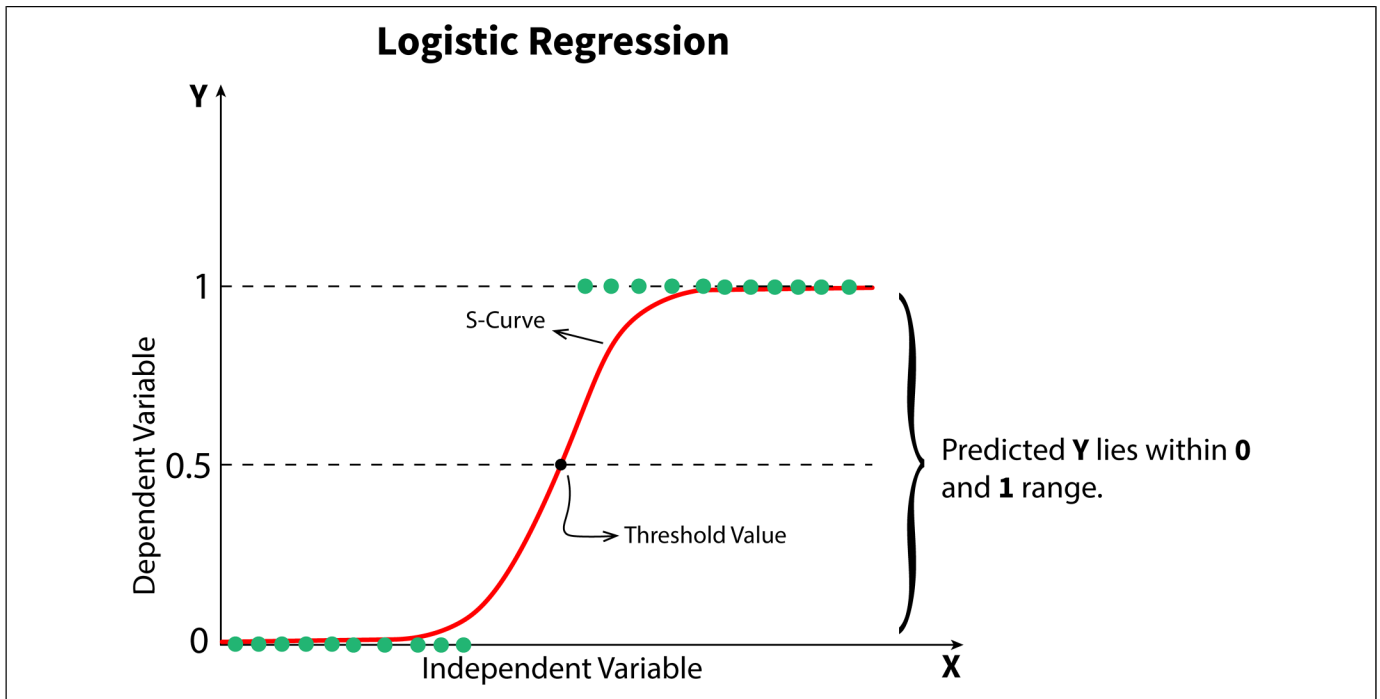 Logistic Regression
Y
1
S-Curve
Dependent Variable
0.5
Predicted Y lies within 0
and 1 range.
Threshold Value
0
Independent Variable
X